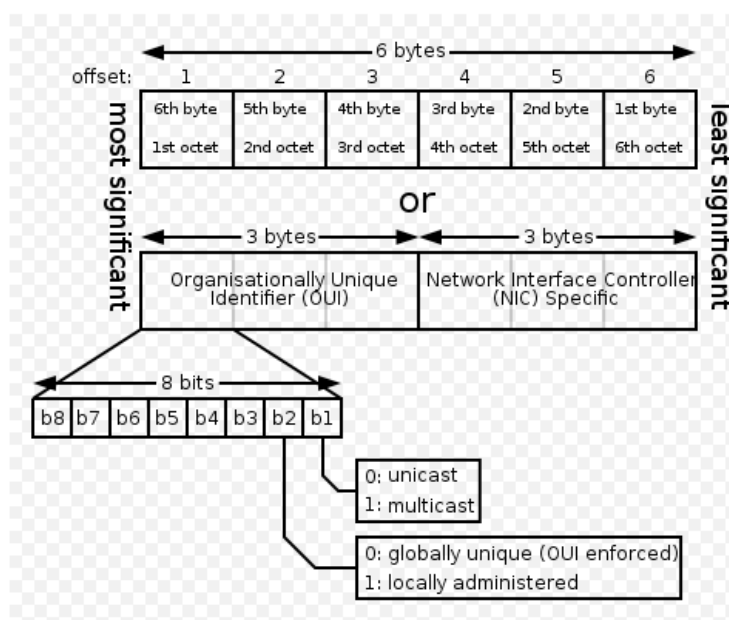 6 bytes
offset: 1 2 3 4 5 6
most significant
6th byte 5th byte 4th byte 3rd byte 2nd byte 1st byte
1st octet 2nd octet 3rd octet 4th octet 5th octet 6th octet
least significant
or
3 bytes 3 bytes
Organisationally Unique
Identifier (OUI)
Network Interface Controller
(NIC) Specific
8 bits
b8 b7 b6 b5 b4 b3 b2 b1
0: unicast
1: multicast
0: globally unique (OUI enforced)
1: locally administered